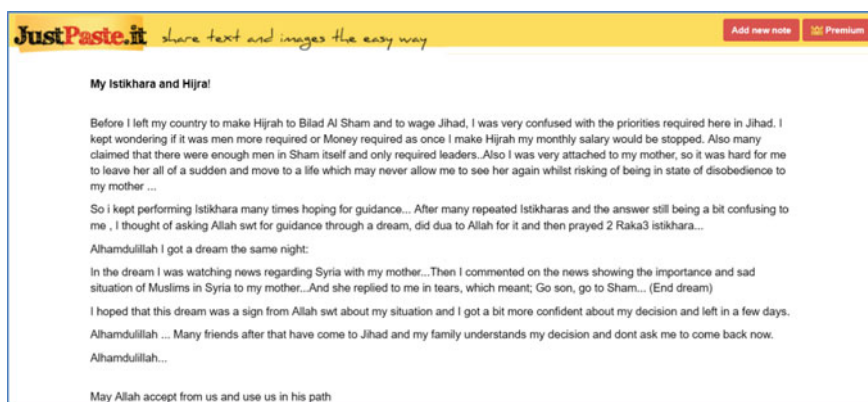 JustPaste.it share text and images the easy way Add new note Premium
My Istikhara and Hijra!
Before I left my country to make Hijrah to Bilad Al Sham and to wage Jihad, I was very confused with the priorities required here in Jihad. I
kept wondering if it was men more required or Money required as once I make Hijrah my monthly salary would be stopped. Also many
claimed that there were enough men in Sham itself and only required leaders..Also I was very attached to my mother, so it was hard for me
to leave her all of a sudden and move to a life which may never allow me to see her again whilst risking of being in state of disobedience to
my mother ...
So i kept performing Istikhara many times hoping for guidance... After many repeated Istikharas and the answer still being a bit confusing to
me , I thought of asking Allah swt for guidance through a dream, did dua to Allah for it and then prayed 2 Raka3 istikhara...
Alhamdulillah I got a dream the same night:
In the dream I was watching news regarding Syria with my mother...Then I commented on the news showing the importance and sad
situation of Muslims in Syria to my mother...And she replied to me in tears, which meant; Go son, go to Sham... (End dream)
I hoped that this dream was a sign from Allah swt about my situation and I got a bit more confident about my decision and left in a few days.
Alhamdulillah ... Many friends after that have come to Jihad and my family understands my decision and dont ask me to come back now.
Alhamdulillah...
May Allah accept from us and use us in his path